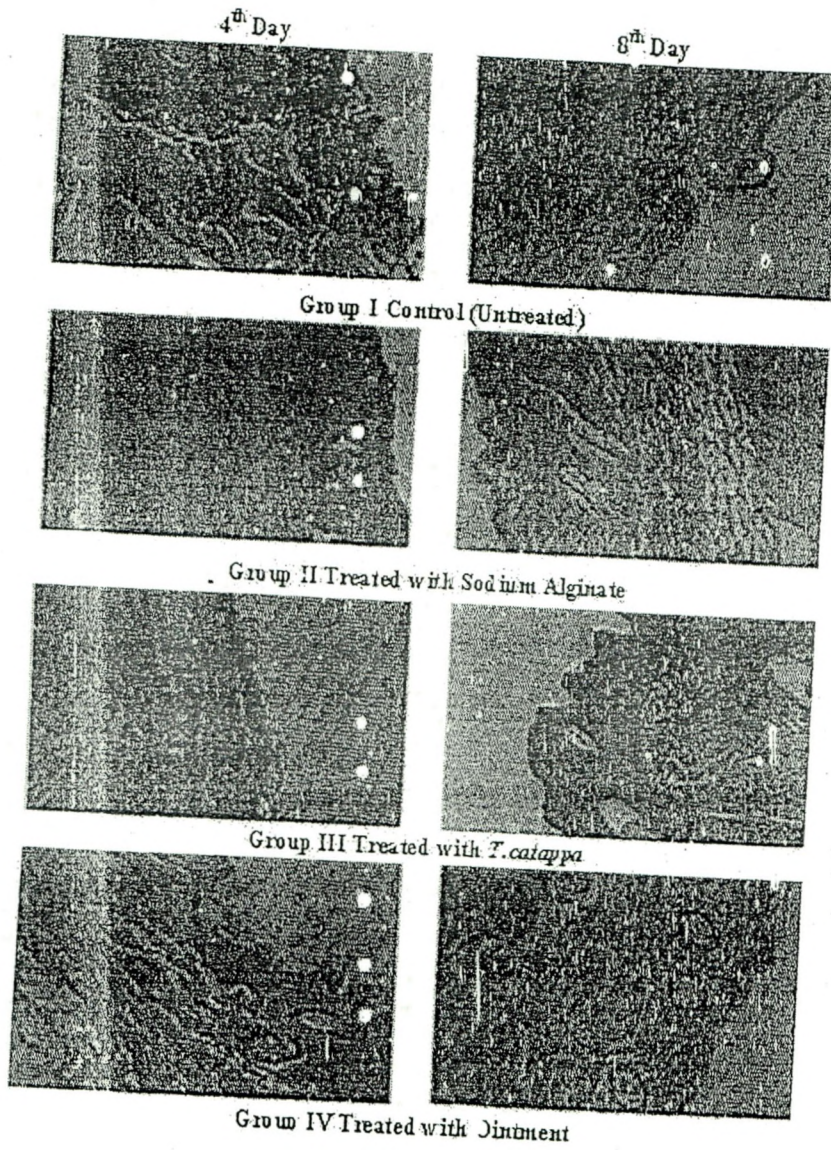 4th Day
8th Day
Group I Control (Untreated)
Group II Treated with Sodium Alginate
Group III Treated with T.catappa
Group IV Treated with Ointment